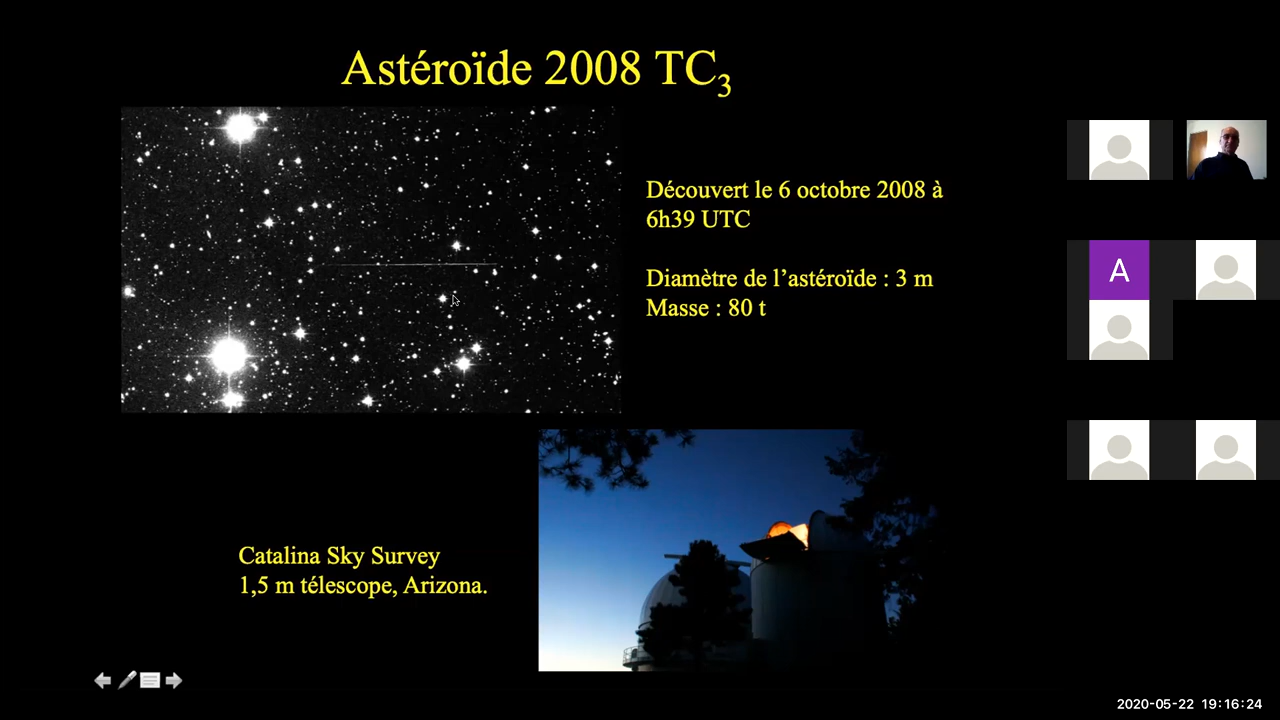 Astéroïde 2008 TC₃
Découvert le 6 octobre 2008 à
6h39 UTC
Diamètre de l’astéroïde : 3 m
Masse : 80 t
A
Catalina Sky Survey
1,5 m télescope, Arizona.
2020-05-22 19:16:24